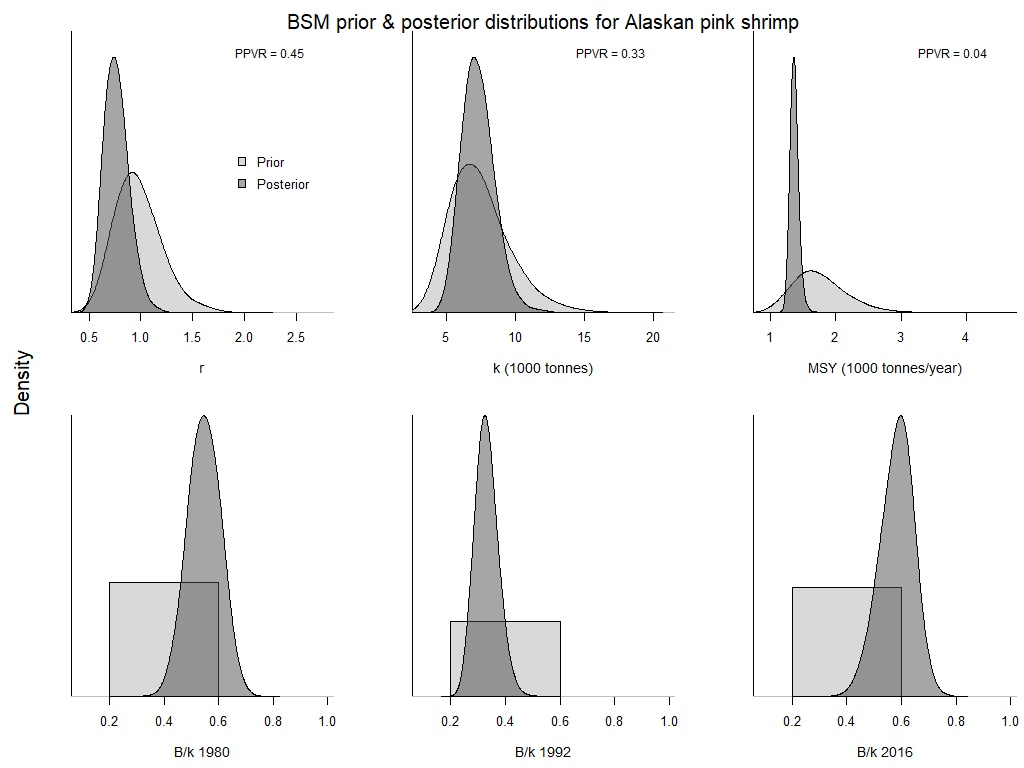 BSM prior & posterior distributions for Alaskan pink shrimp
PPVR = 0.45
PPVR = 0.33
PPVR = 0.04
Prior
Posterior
0.5 1.0 1.5 2.0 2.5
5 10 15 20
1 2 3 4
r
k (1000 tonnes)
MSY (1000 tonnes/year)
Density
0.2 0.4 0.6 0.8 1.0
0.2 0.4 0.6 0.8 1.0
0.2 0.4 0.6 0.8 1.0
B/k 1980
B/k 1992
B/k 2016